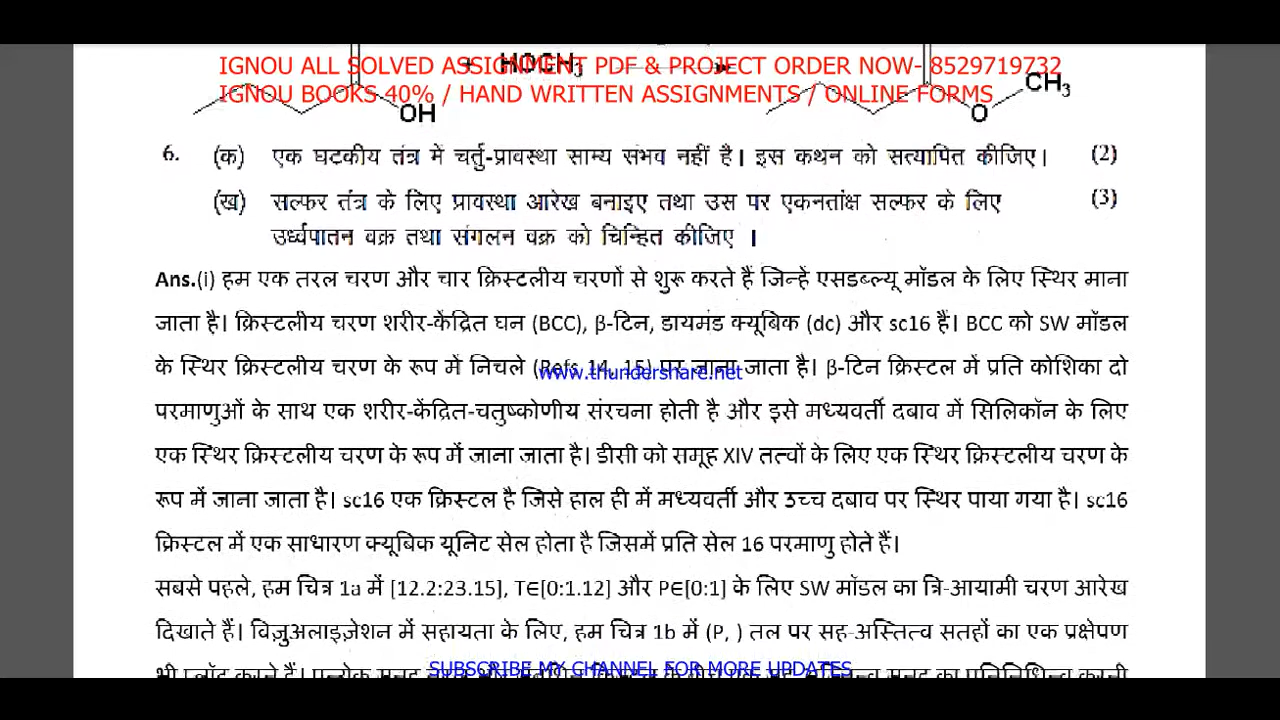 + HOCH3
IGNOU ALL SOLVED ASSIGNMENT PDF & PROJECT ORDER NOW- 8529719732
IGNOU BOOKS 40% / HAND WRITTEN ASSIGNMENTS / ONLINE FORMS
OH
O
CH3
6. (क) एक घटकीय तंत्र में चर्तु-प्रावस्था साम्य संभव नहीं है। इस कथन को सत्यापित कीजिए। (2)
(ख) सल्फर तंत्र के लिए प्रावस्था आरेख बनाइए तथा उस पर एकनतांक्ष सल्फर के लिए (3)
उर्ध्वपातन वक्र तथा संगलन वक्र को चिन्हित कीजिए ।
Ans.(i) हम एक तरल चरण और चार क्रिस्टलीय चरणों से शुरू करते हैं जिन्हें एसडब्ल्यू मॉडल के लिए स्थिर माना
जाता है। क्रिस्टलीय चरण शरीर-केंद्रित घन (BCC), β-टिन, डायमंड क्यूबिक (dc) और sc16 हैं। BCC को SW मॉडल
के स्थिर क्रिस्टलीय चरण के रूप में निचले (Refs 14, 15) पर जाना जाता है। β-टिन क्रिस्टल में प्रति कोशिका दो
www.thundershare.net
परमाणुओं के साथ एक शरीर-केंद्रित-चतुष्कोणीय संरचना होती है और इसे मध्यवर्ती दबाव में सिलिकॉन के लिए
एक स्थिर क्रिस्टलीय चरण के रूप में जाना जाता है। डीसी को समूह XIV तत्वों के लिए एक स्थिर क्रिस्टलीय चरण के
रूप में जाना जाता है। sc16 एक क्रिस्टल है जिसे हाल ही में मध्यवर्ती और उच्च दबाव पर स्थिर पाया गया है। sc16
क्रिस्टल में एक साधारण क्यूबिक यूनिट सेल होता है जिसमें प्रति सेल 16 परमाणु होते हैं।
सबसे पहले, हम चित्र 1a में [12.2:23.15], T∈[0:1.12] और P∈[0:1] के लिए SW मॉडल का त्रि-आयामी चरण आरेख
दिखाते हैं। विज़ुअलाइज़ेशन में सहायता के लिए, हम चित्र 1b में (P, ) तल पर सह-अस्तित्व सतहों का एक प्रक्षेपण
SUBSCRIBE MY CHANNEL FOR MORE UPDATES